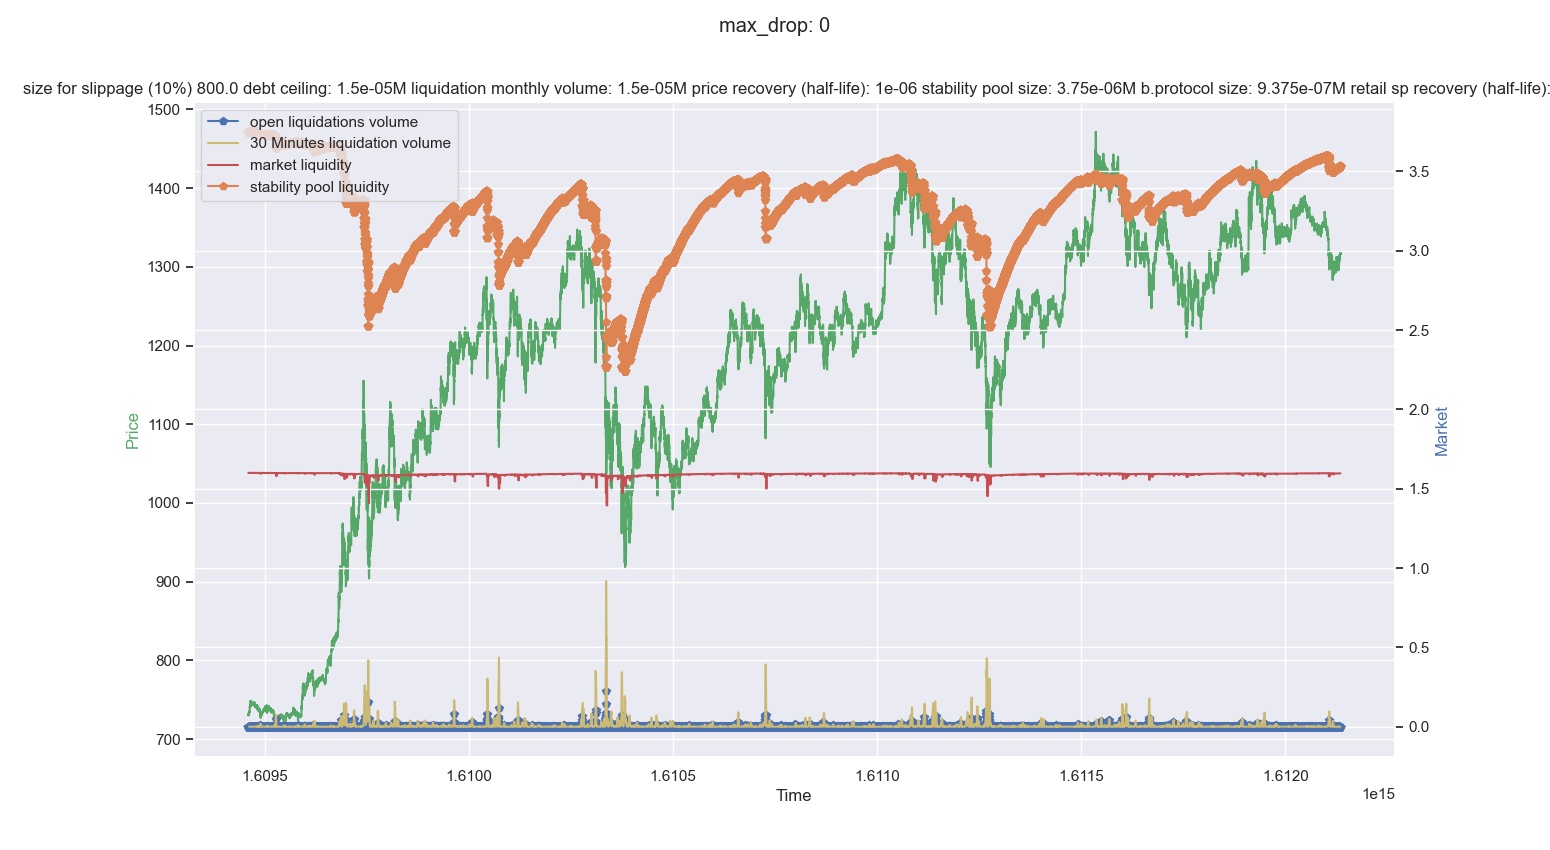 max_drop: 0
size for slippage (10%) 800.0 debt ceiling: 1.5e-05M liquidation monthly volume: 1.5e-05M price recovery (half-life): 1e-06 stability pool size: 3.75e-06M b.protocol size: 9.375e-07M retail sp recovery (half-life):
open liquidations volume
30 Minutes liquidation volume
market liquidity
stability pool liquidity
1500
1400
1300
1200
1100
1000
900
800
700
Price
3.5
3.0
2.5
2.0
1.5
1.0
0.5
0.0
Market
1.6095 1.6100 1.6105 1.6110 1.6115 1.6120
Time
1e15